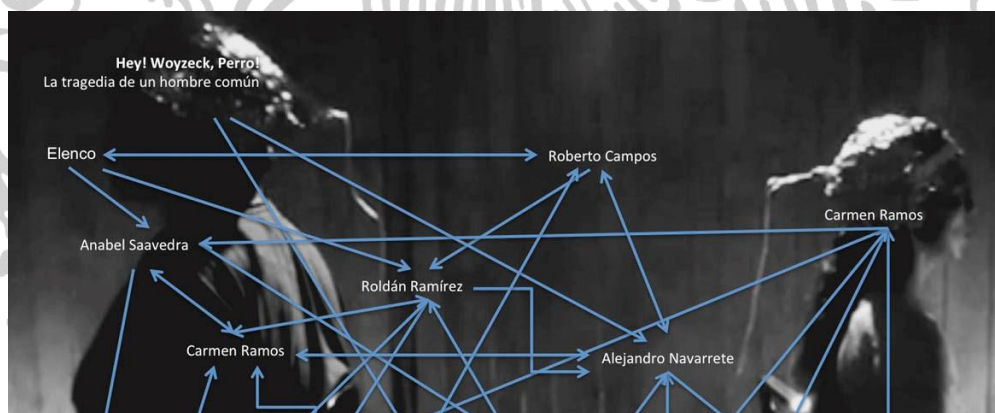 Hey! Woyzeck, Perro!
La tragedia de un hombre común
Elenco
Roberto Campos
Carmen Ramos
Anabel Saavedra
Roldán Ramírez
Carmen Ramos
Alejandro Navarrete